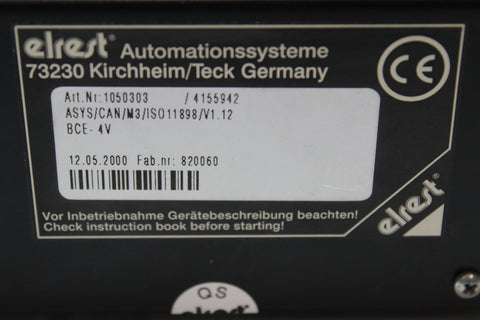 elrest Automationssysteme
73230 Kirchheim/Teck Germany
CE
Art.Nr:1050303 / 4155942
ASYS/CAN/M3/ISO11898/V1.12
BCE- 4V
12.05.2000 Fab.nr: 820060
Vor Inbetriebnahme Gerätebeschreibung beachten!
Check instruction book before starting!
elrest
QS
elrest